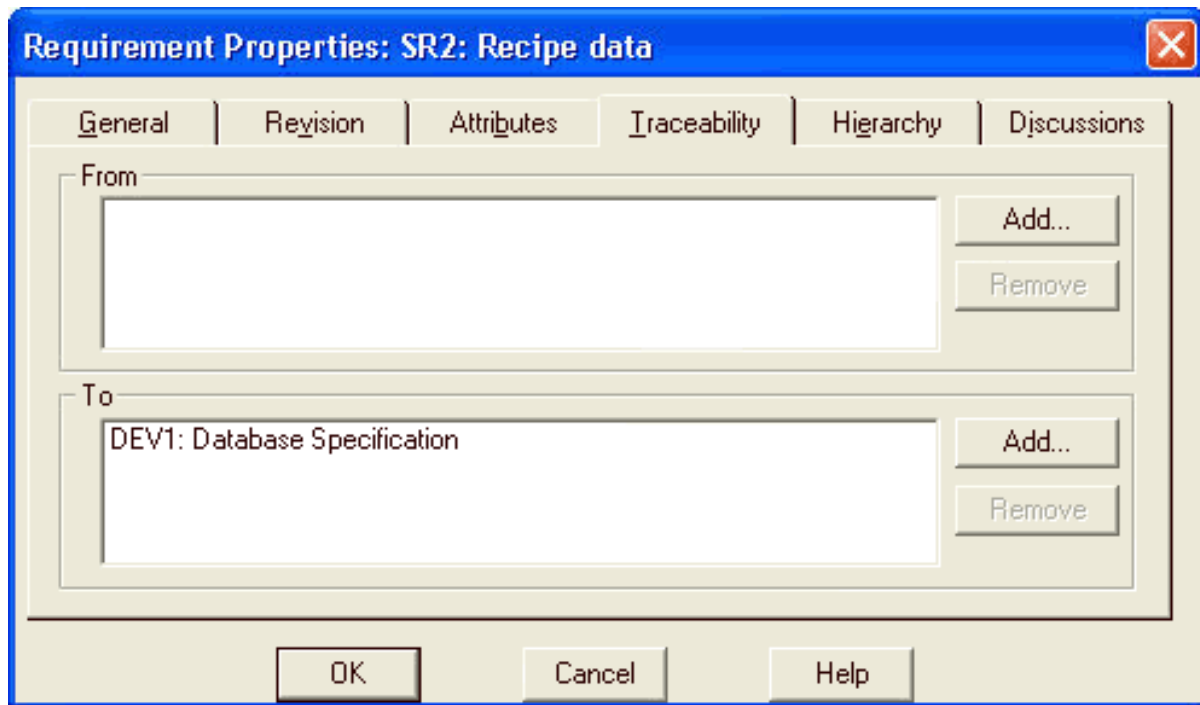 Requirement Properties: SR2: Recipe data
General Revision Attributes Traceability Hierarchy Discussions
From
Add...
Remove
To
DEV1: Database Specification
Add...
Remove
OK Cancel Help